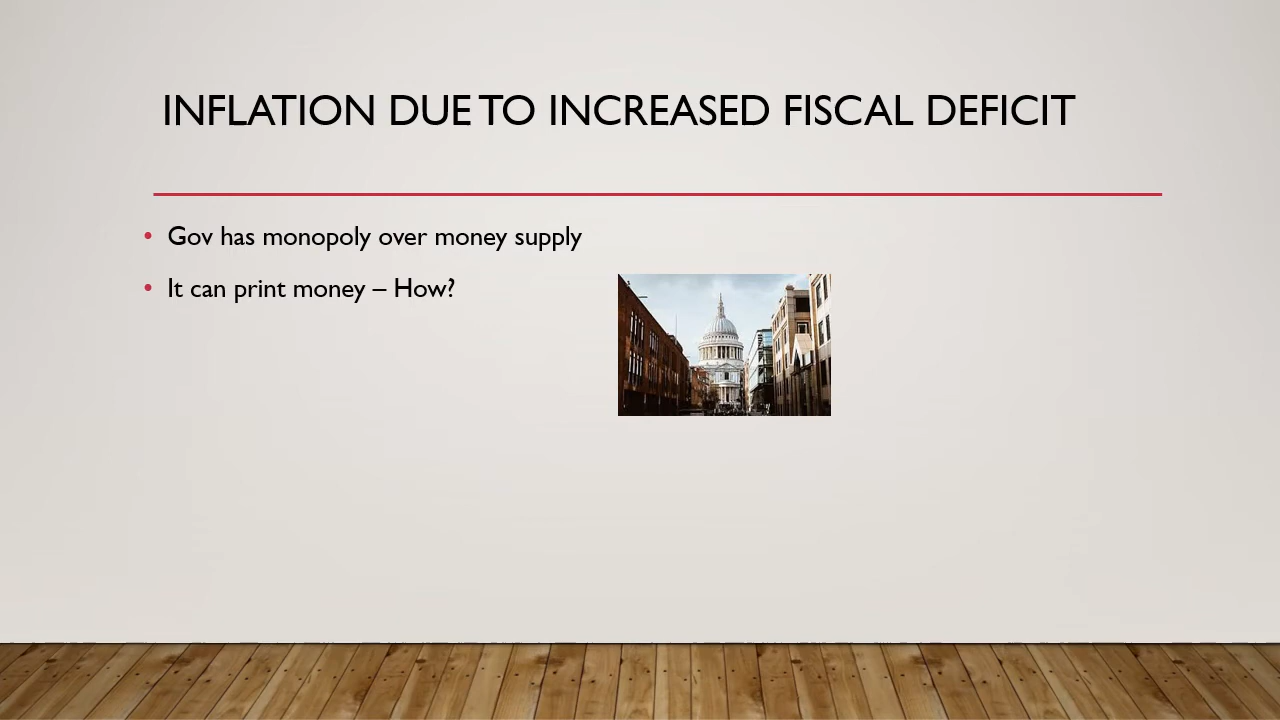 INFLATION DUE TO INCREASED FISCAL DEFICIT
• Gov has monopoly over money supply
• It can print money – How?